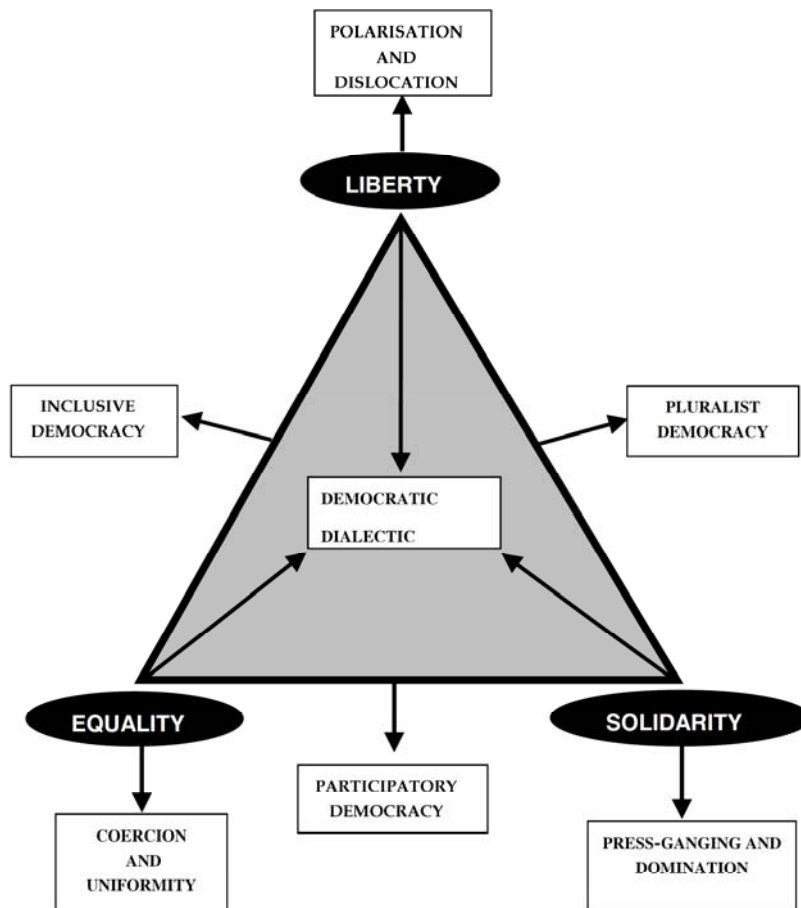 POLARISATION
AND
DISLOCATION
LIBERTY
INCLUSIVE
DEMOCRACY
PLURALIST
DEMOCRACY
DEMOCRATIC
DIALECTIC
EQUALITY
SOLIDARITY
PARTICIPATORY
DEMOCRACY
COERCION
AND
UNIFORMITY
PRESS-GANGING AND
DOMINATION